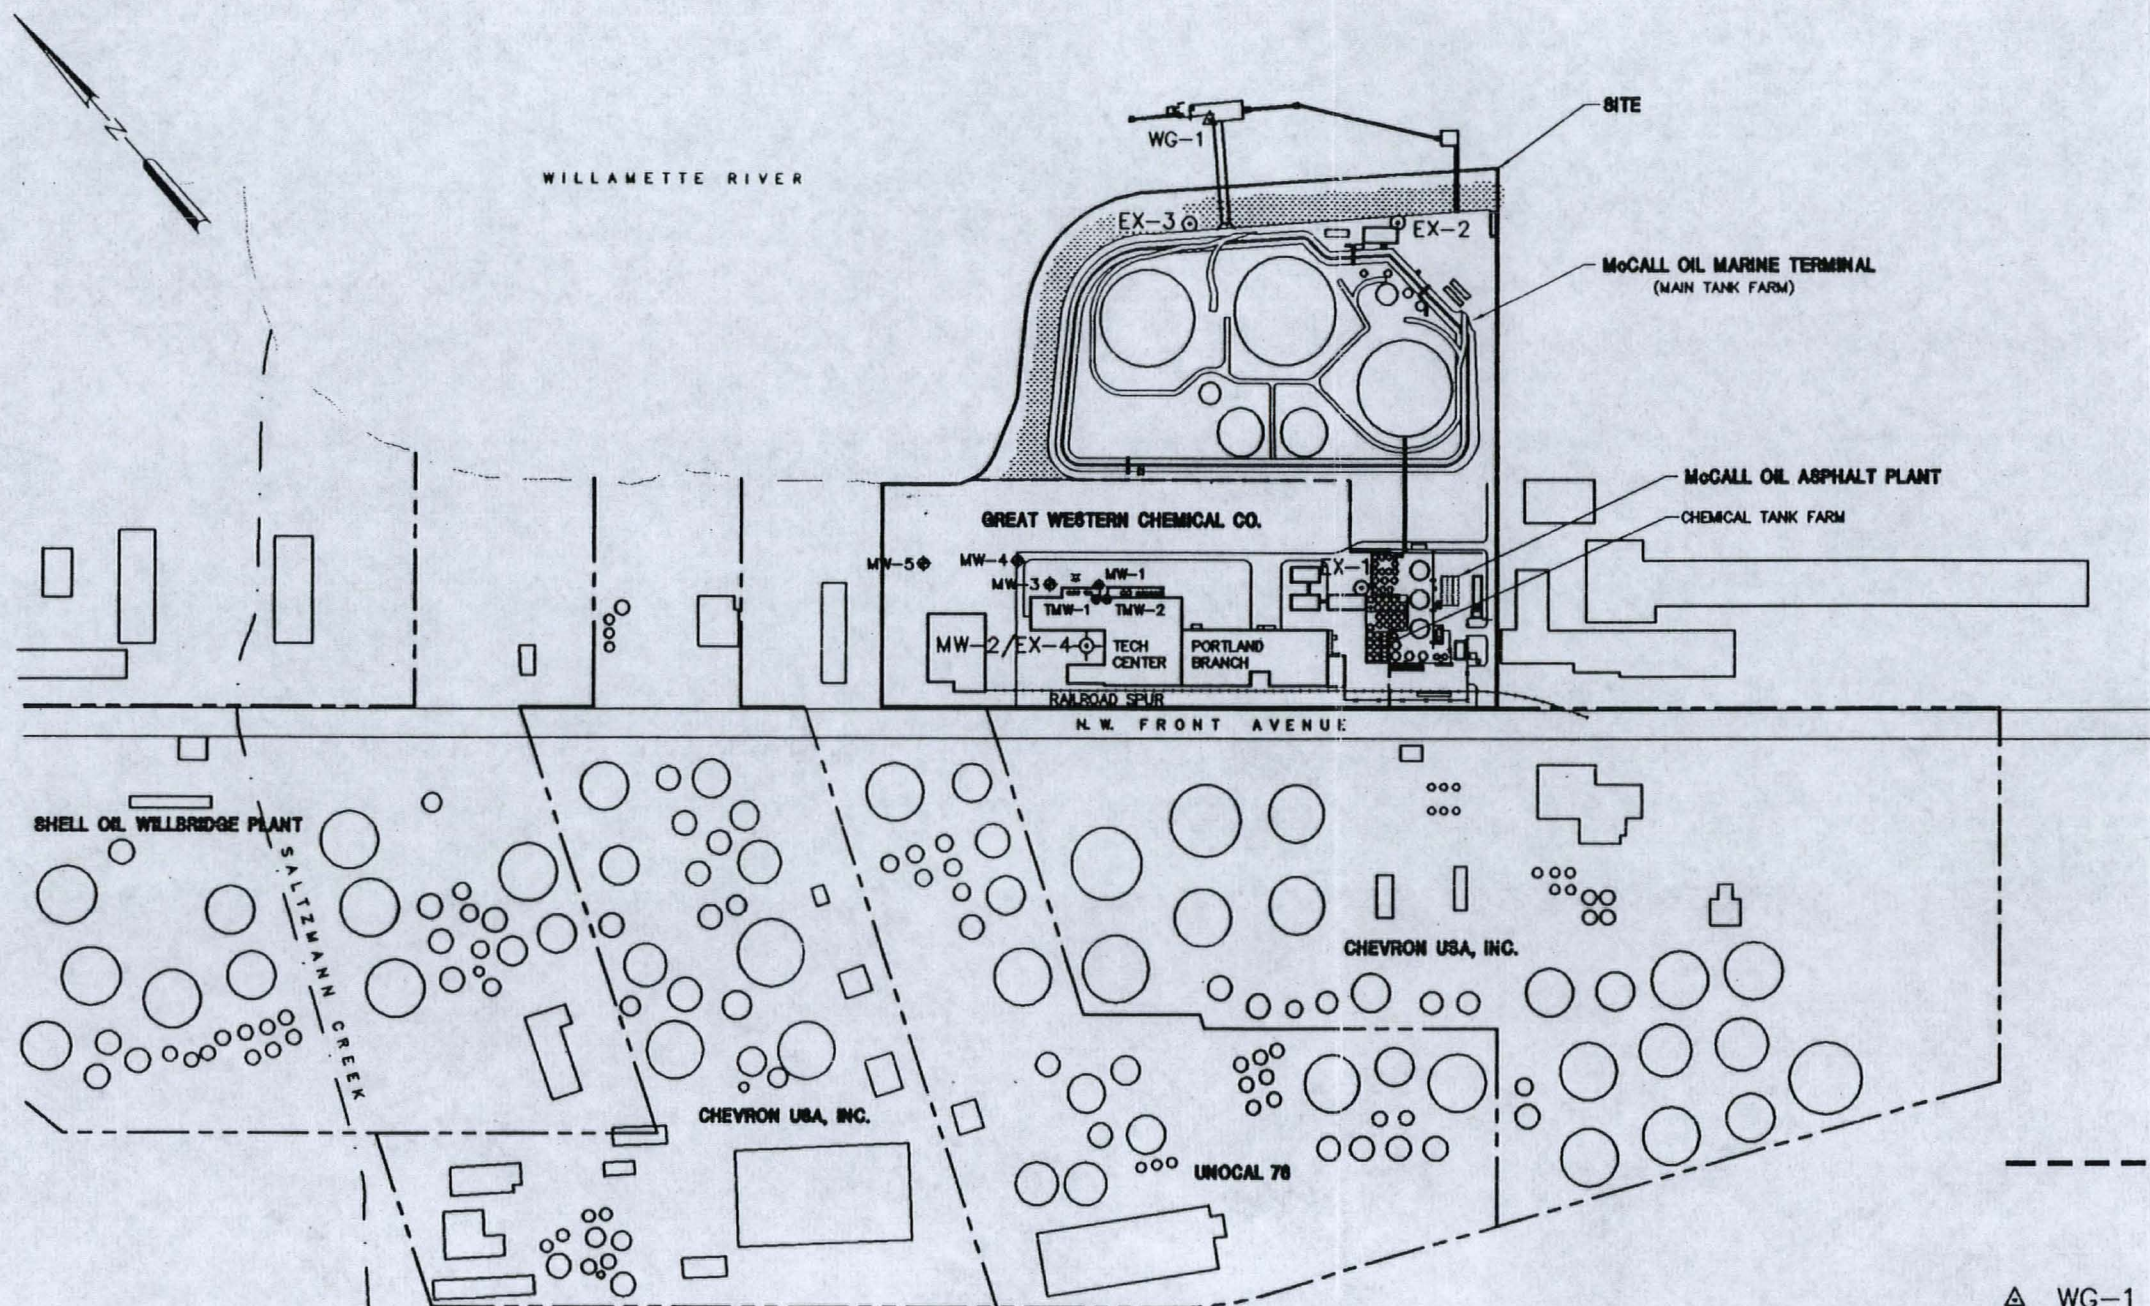 SITE
WG-1
WILLAMETTE RIVER
N
EX-3
EX-2
McCALL OIL MARINE TERMINAL
(MAIN TANK FARM)
McCALL OIL ASPHALT PLANT
CHEMICAL TANK FARM
GREAT WESTERN CHEMICAL CO.
MW-5
MW-4
MW-3
MW-1
EX-1
TMW-1
TMW-2
MW-2/EX-4
TECH
CENTER
PORTLAND
BRANCH
RAILROAD SPUR
N.W. FRONT AVENUE
SHELL OIL WILLBRIDGE PLANT
SALTZMANN CREEK
CHEVRON USA, INC.
CHEVRON USA, INC.
UNOCAL 76
WG-1